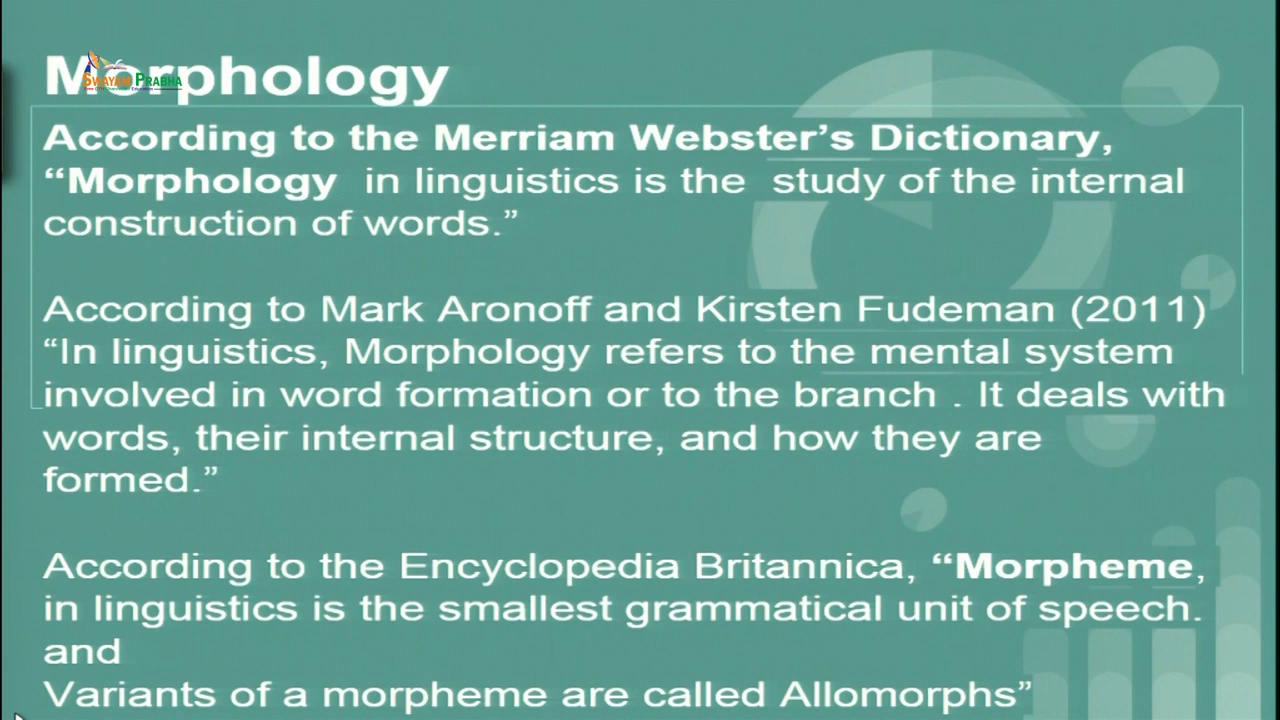 Morphology
SWAYAM PRABHA
According to the Merriam Webster’s Dictionary,
“Morphology in linguistics is the study of the internal
construction of words.”
According to Mark Aronoff and Kirsten Fudeman (2011)
“In linguistics, Morphology refers to the mental system
involved in word formation or to the branch . It deals with
words, their internal structure, and how they are
formed.”
According to the Encyclopedia Britannica, “Morpheme,
in linguistics is the smallest grammatical unit of speech.
and
Variants of a morpheme are called Allomorphs”